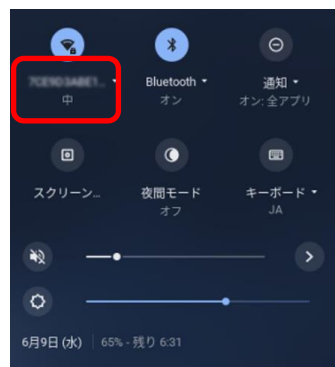 Bluetooth
通知
中
オン
オン: 全アプリ
スクリーン...
夜間モード
キーボード
オフ
JA
6月9日 (水)
65% - 残り 6:31